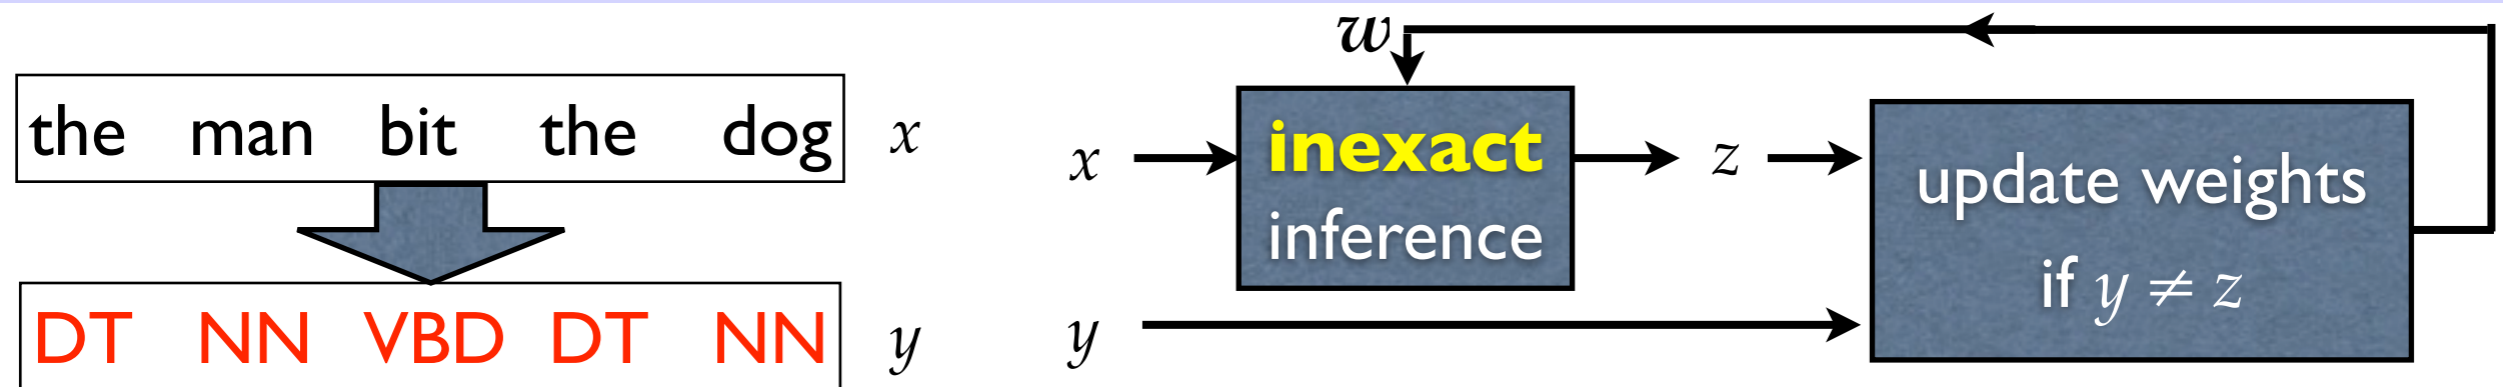 the man bit the dog x
DT NN VBD DT NN y
w
x
inexact
inference
z
update weights
if y ≠ z
y